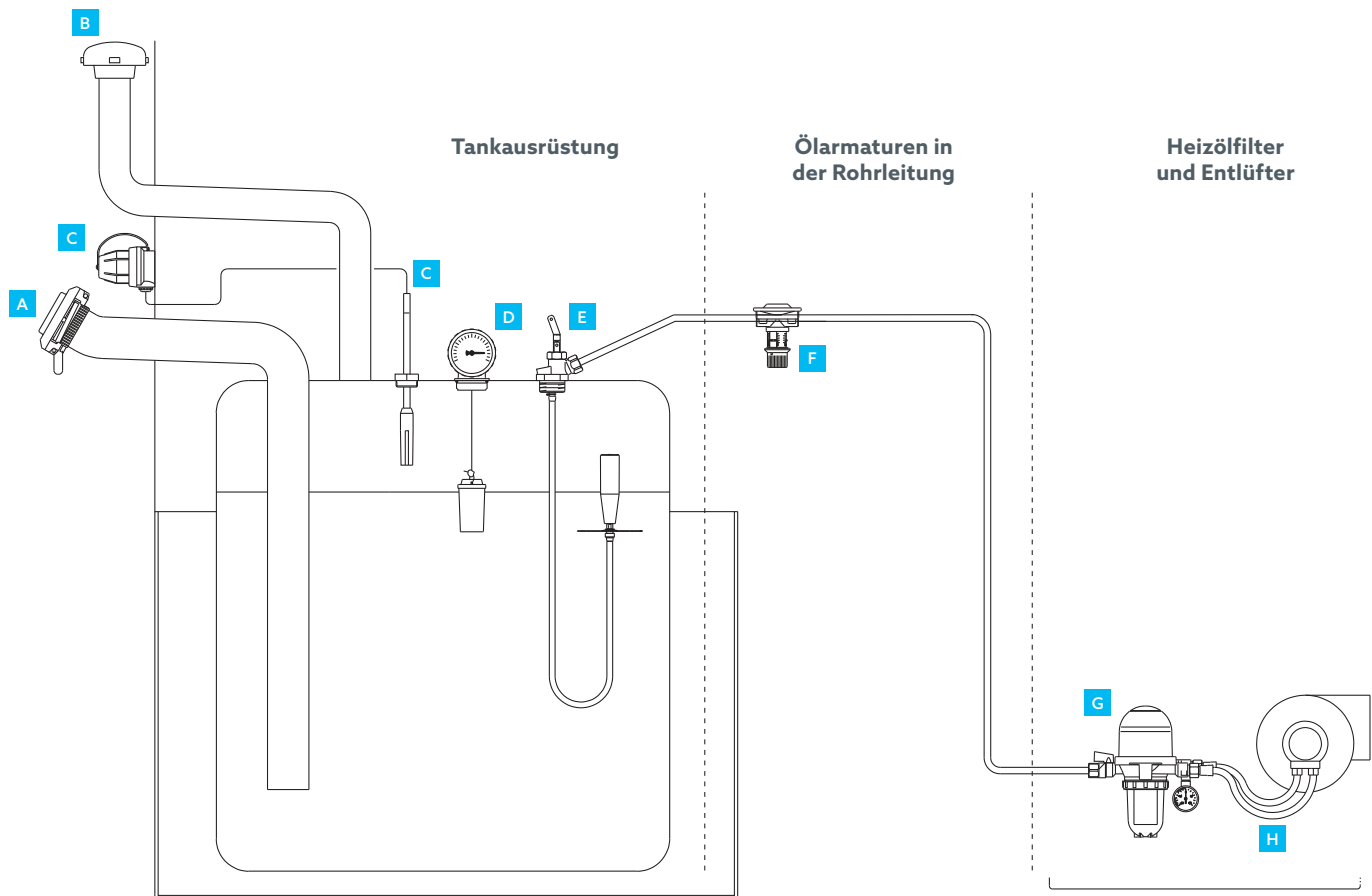 B
Tankausrüstung
Ölarmaturen in
der Rohrleitung
Heizölfilter
und Entlüfter
C
C
A
D
E
F
G
H